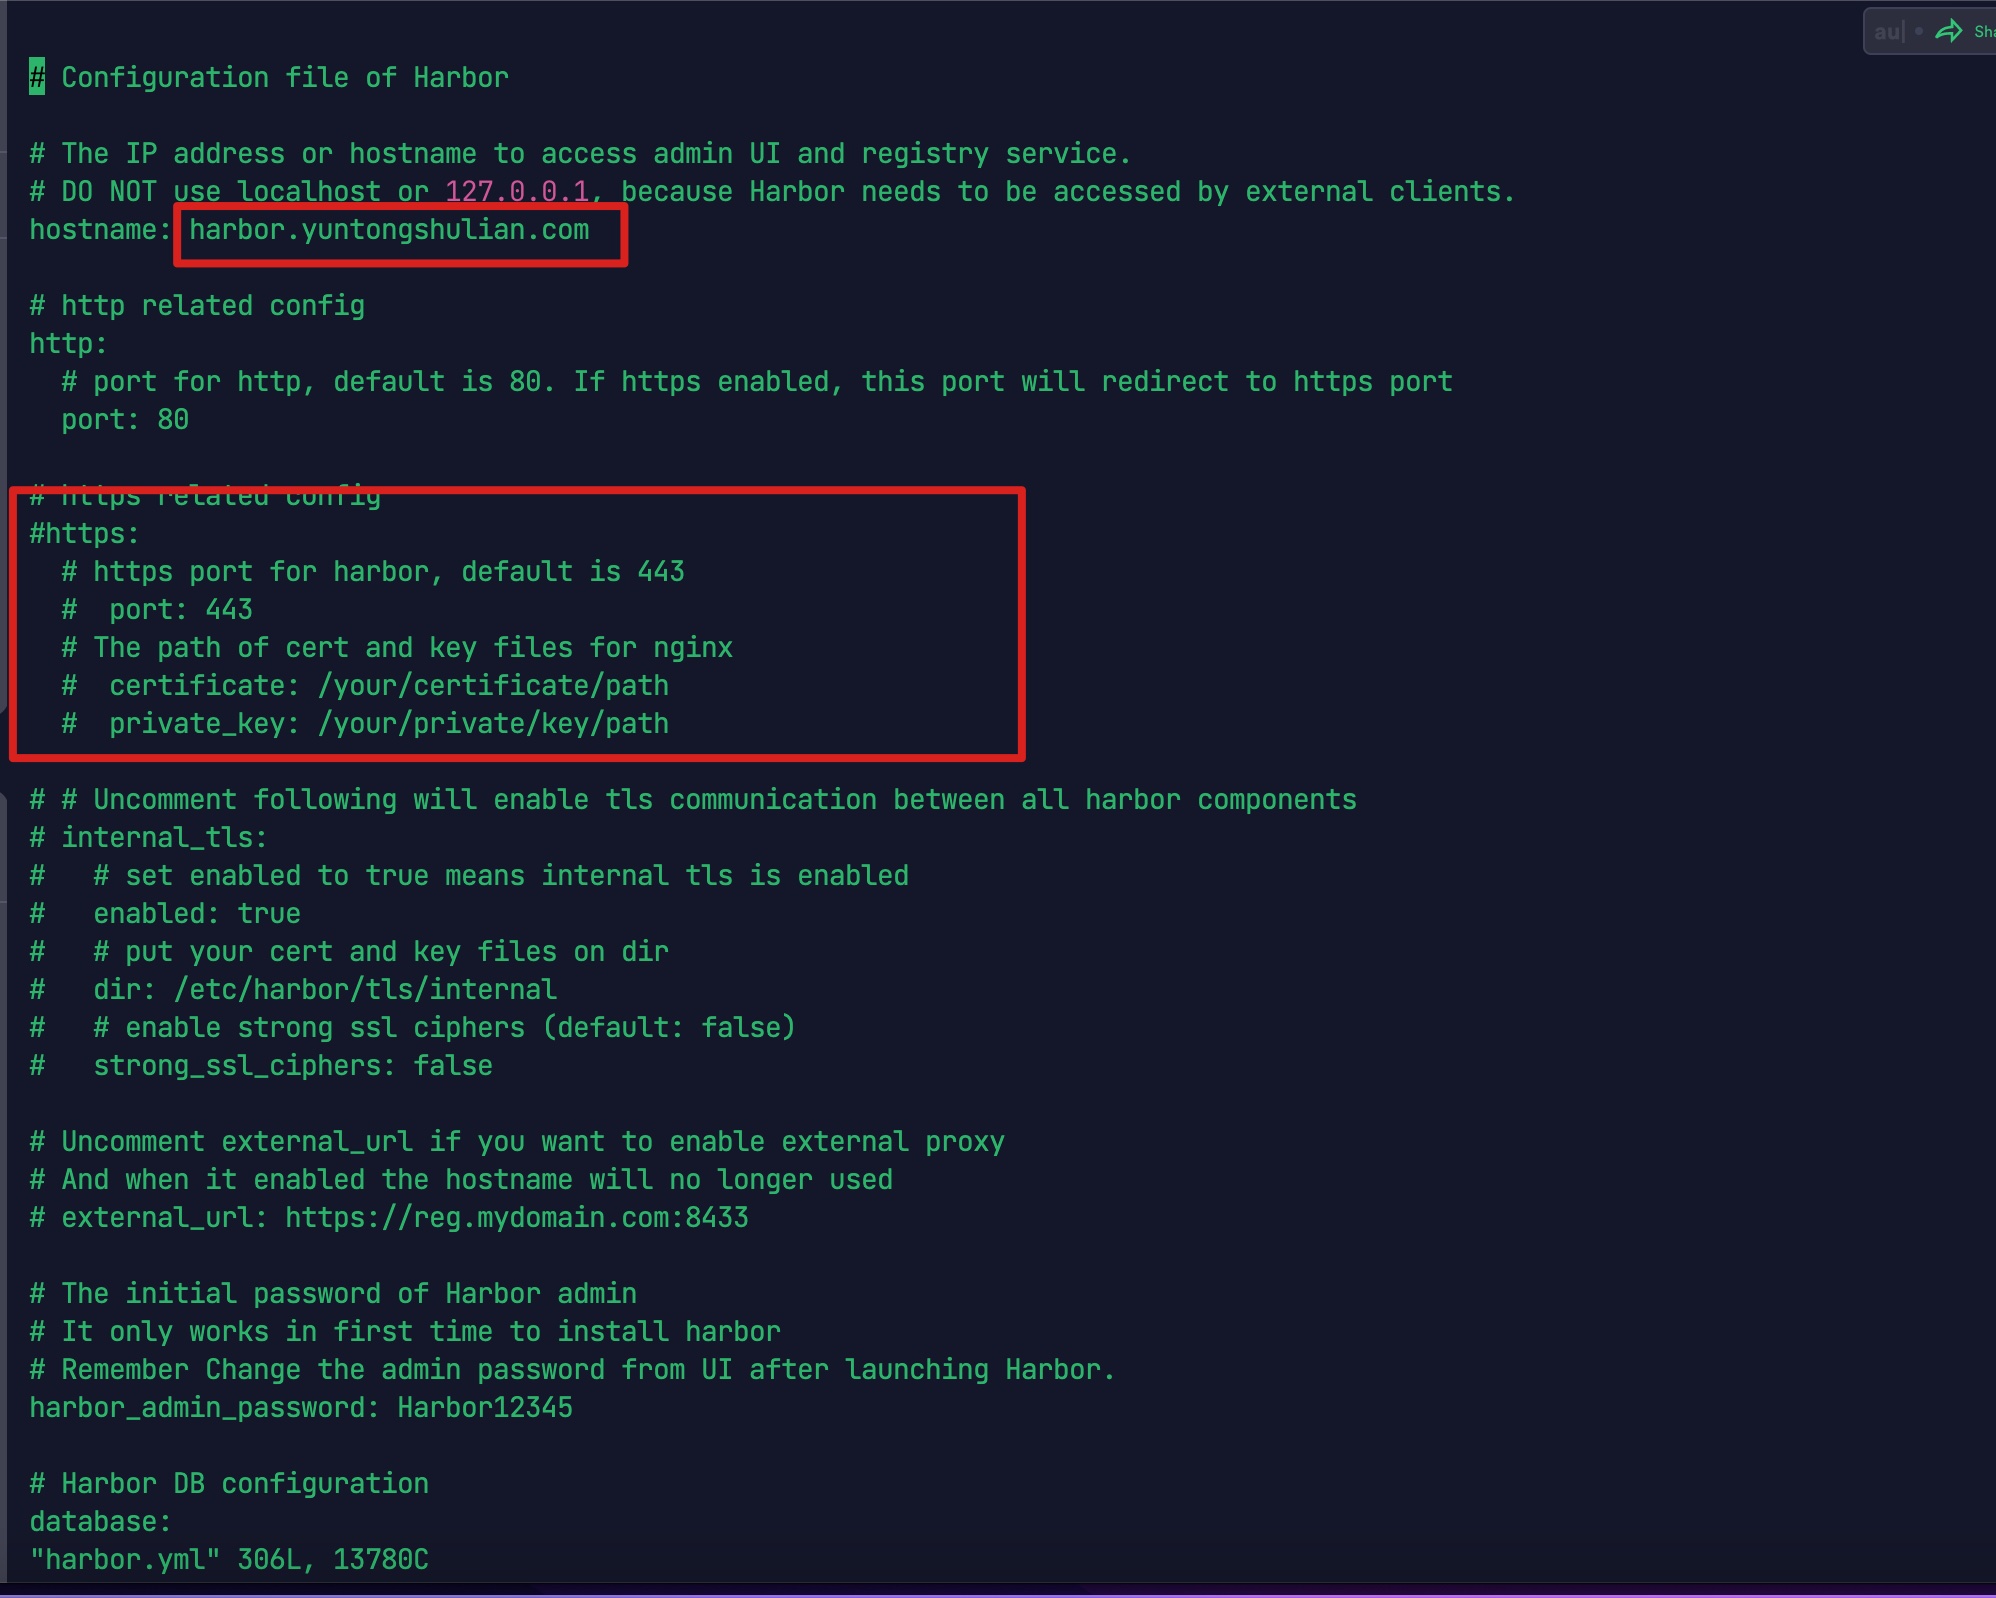 au
Sha
# Configuration file of Harbor
# The IP address or hostname to access admin UI and registry service.
# DO NOT use localhost or 127.0.0.1, because Harbor needs to be accessed by external clients.
hostname: harbor.yuntongshulian.com
# http related config
http:
  # port for http, default is 80. If https enabled, this port will redirect to https port
  port: 80
# https related config
#https:
  # https port for harbor, default is 443
  #  port: 443
  # The path of cert and key files for nginx
  #  certificate: /your/certificate/path
  #  private_key: /your/private/key/path
# # Uncomment following will enable tls communication between all harbor components
# internal_tls:
#   # set enabled to true means internal tls is enabled
#   enabled: true
#   # put your cert and key files on dir
#   dir: /etc/harbor/tls/internal
#   # enable strong ssl ciphers (default: false)
#   strong_ssl_ciphers: false
# Uncomment external_url if you want to enable external proxy
# And when it enabled the hostname will no longer used
# external_url: https://reg.mydomain.com:8433
# The initial password of Harbor admin
# It only works in first time to install harbor
# Remember Change the admin password from UI after launching Harbor.
harbor_admin_password: Harbor12345
# Harbor DB configuration
database:
"harbor.yml" 306L, 13780C